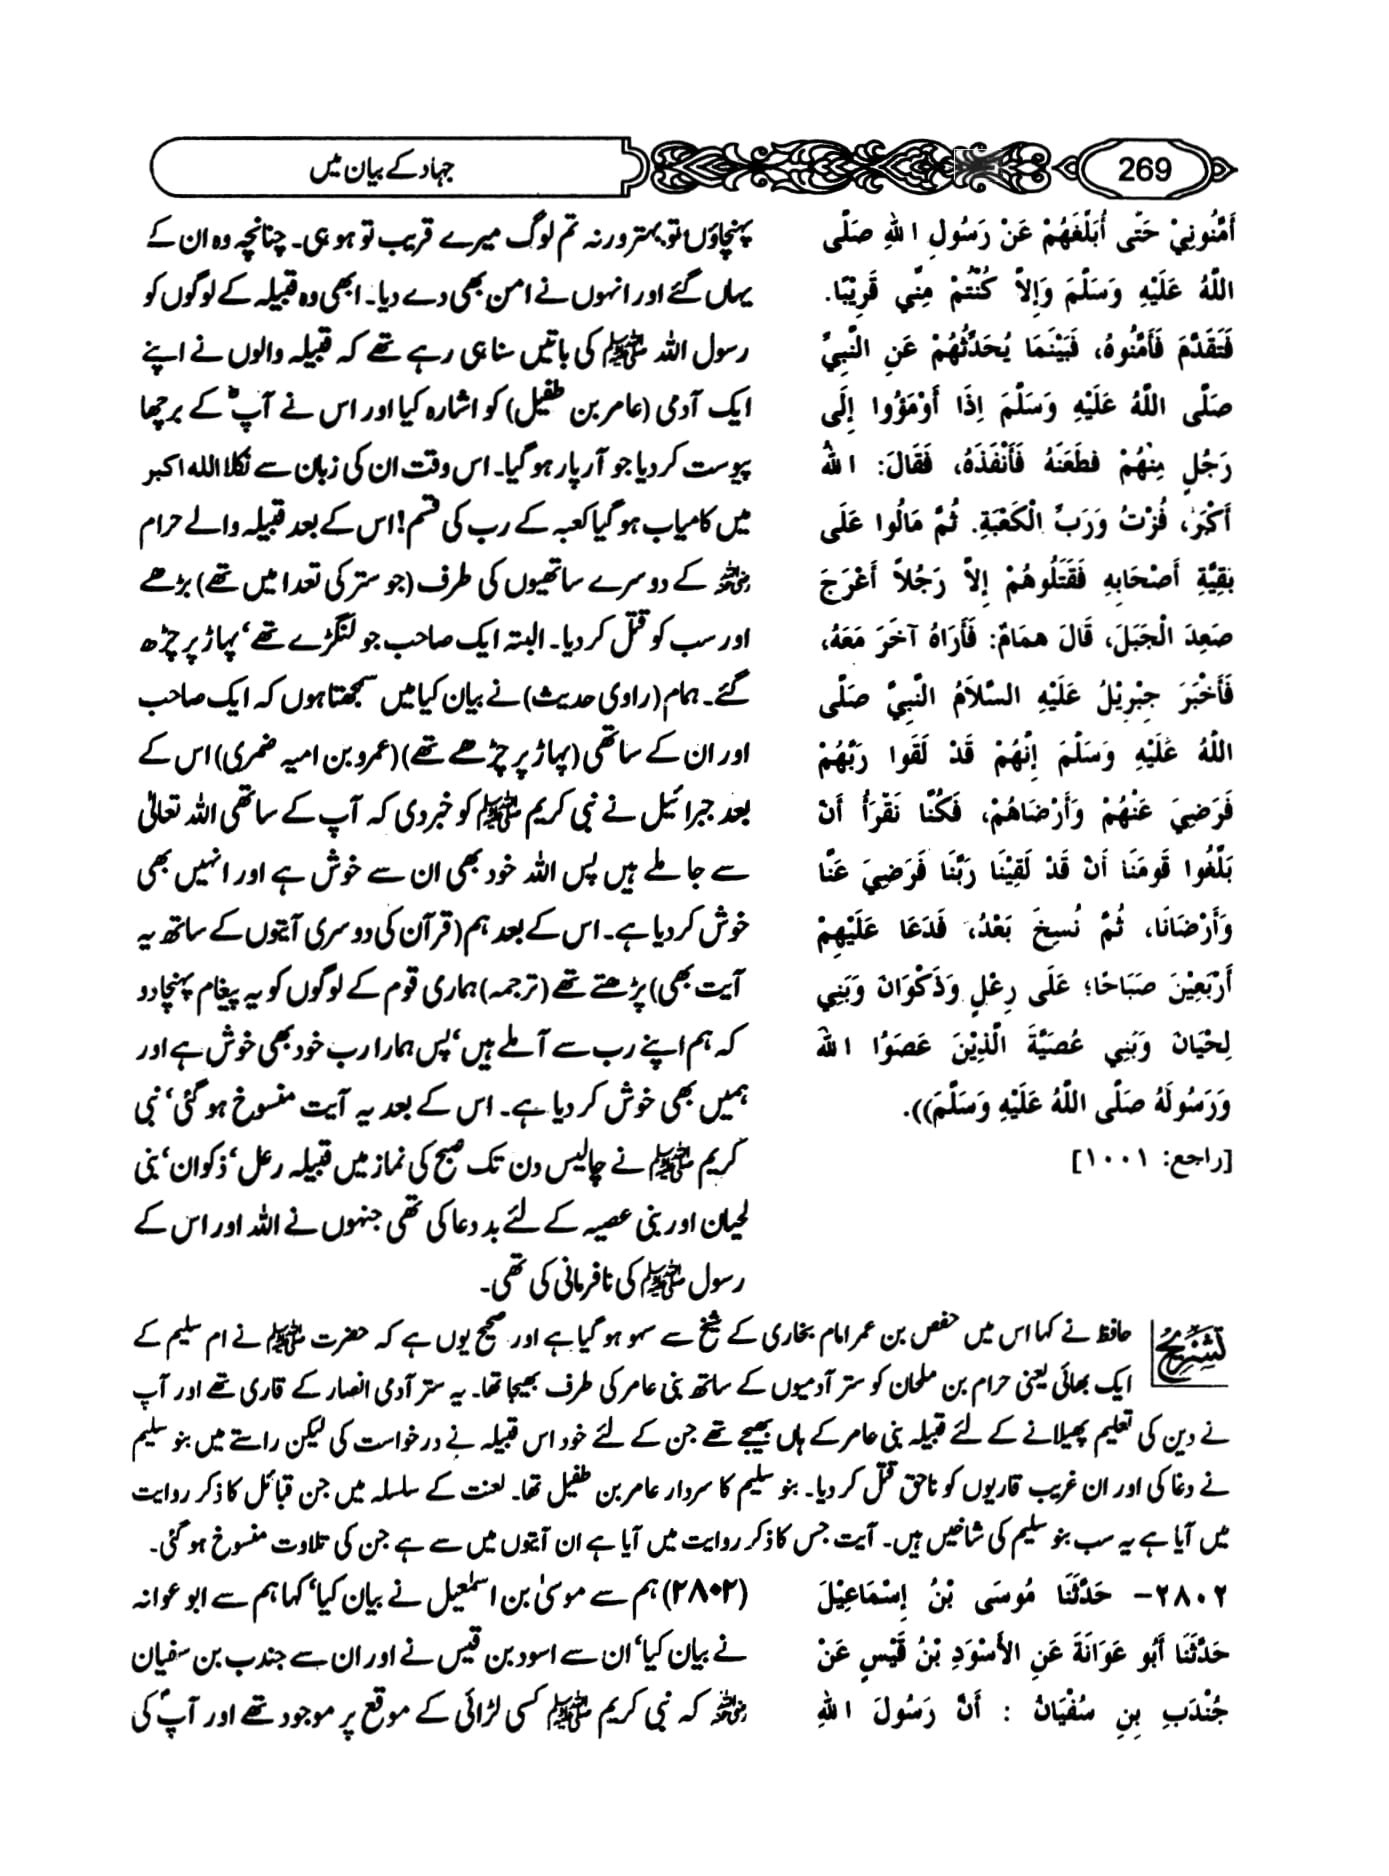 269
جہاد کے بیان میں
أَمَّنُونِيْ حَتَّى أُبَلِّغَهُمْ عَنْ رَسُولِ اللهِ صَلَّى
اللهُ عَلَيْهِ وَسَلَّمَ وَإِلاَّ كُنْتُمْ مِنِّي قَرِيْبًا.
فَتَقَدَّمَ فَأَمَّنُوهُ، فَبَيْنَمَا يُحَدِّثُهُمْ عَنِ النَّبِيِّ
صَلَّى اللهُ عَلَيْهِ وَسَلَّمَ إِذَا أَوْمَؤُوا إِلَى
رَجُلٍ مِنْهُمْ فَطَعَنَهُ فَأَنْفَذَهُ، فَقَالَ: اللهُ
أَكْبَرُ، فُزْتُ وَرَبِّ الْكَعْبَةِ. ثُمَّ مَالُوا عَلَى
بَقِيَّةِ أَصْحَابِهِ فَقَتَلُوهُمْ إِلاَّ رَجُلاً أَعْرَجَ
صَعِدَ الْجَبَلَ، قَالَ هَمَامٌ: فَأَرَاهُ آخَرَ مَعَهُ،
فَأَخْبَرَ جِبْرِيْلُ عَلَيْهِ السَّلاَمُ النَّبِيَّ صَلَّى
اللهُ عَلَيْهِ وَسَلَّمَ إِنَّهُمْ قَدْ لَقَوا رَبَّهُمْ
فَرَضِيَ عَنْهُمْ وَأَرْضَاهُمْ، فَكُنَّا نَقْرَأُ أَنْ
بَلِّغُوا قَومَنَا أَنْ قَدْ لَقِيْنَا رَبَّنَا فَرَضِيَ عَنَّا
وَأَرْضَانَا، ثُمَّ نُسِخَ بَعْدُ، فَدَعَا عَلَيْهِمْ
أَرْبَعِيْنَ صَبَاحًا؛ عَلَى رِعْلٍ وَذَكْوَانَ وَبَنِي
لِحْيَانَ وَبَنِي عُصَيَّةَ الَّذِيْنَ عَصَوُا اللهَ
وَرَسُولَهُ صَلَّى اللهُ عَلَيْهِ وَسَلَّمَ)).
[راجع: ١٠٠١]
پہنچاؤں تو بہتر ورنہ تم لوگ میرے قریب تو ہو ہی۔ چنانچہ وہ ان کے
یہاں گئے اور انہوں نے امن بھی دے دیا۔ ابھی وہ قبیلہ کے لوگوں کو
رسول اللہ ﷺ کی باتیں سنا ہی رہے تھے کہ قبیلہ والوں نے اپنے
ایک آدمی (عامر بن طفیل) کو اشارہ کیا اور اس نے آپؓ کے برچھا
پیوست کر دیا جو آر پار ہو گیا۔ اس وقت ان کی زبان سے نکلا اللہ اکبر
میں کامیاب ہو گیا کعبہ کے رب کی قسم! اس کے بعد قبیلہ والے حرام
رضی اللہ عنہ کے دوسرے ساتھیوں کی طرف (جو ستر کی تعدا میں تھے) بڑھے
اور سب کو قتل کر دیا۔ البتہ ایک صاحب جو لنگڑے تھے' پہاڑ پر چڑھ
گئے۔ ہمام (راوی حدیث) نے بیان کیا میں سمجھتا ہوں کہ ایک صاحب
اور ان کے ساتھی (پہاڑ پر چڑھے تھے) (عمرو بن امیہ ضمری) اس کے
بعد جبرائیل نے نبی کریم ﷺ کو خبر دی کہ آپ کے ساتھی اللہ تعالیٰ
سے جا ملے ہیں پس اللہ خود بھی ان سے خوش ہے اور انہیں بھی
خوش کر دیا ہے۔ اس کے بعد ہم (قرآن کی دوسری آیتوں کے ساتھ یہ
آیت بھی) پڑھتے تھے (ترجمہ) ہماری قوم کے لوگوں کو یہ پیغام پہنچا دو
کہ ہم اپنے رب سے آملے ہیں' پس ہمارا رب خود بھی خوش ہے اور
ہمیں بھی خوش کر دیا ہے۔ اس کے بعد یہ آیت منسوخ ہو گئی' نبی
کریم ﷺ نے چالیس دن تک صبح کی نماز میں قبیلہ رعل' ذکوان' بنی
لحیان اور بنی عصیہ کے لئے بد دعا کی تھی جنہوں نے اللہ اور اس کے
رسول ﷺ کی نافرمانی کی تھی۔
تشریح
حافظ نے کہا اس میں حفص بن عمر امام بخاری کے شیخ سے سہو ہو گیا ہے اور صحیح یوں ہے کہ حضرت ﷺ نے ام سلیم کے
ایک بھائی یعنی حرام بن ملحان کو ستر آدمیوں کے ساتھ بنی عامر کی طرف بھیجا تھا۔ یہ ستر آدمی انصار کے قاری تھے اور آپ
نے دین کی تعلیم پھیلانے کے لئے قبیلہ بنی عامر کے ہاں بھیجے تھے جن کے لئے خود اس قبیلہ نے درخواست کی لیکن راستے میں بنو سلیم
نے دغا کی اور ان غریب قاریوں کو ناحق قتل کر دیا۔ بنو سلیم کا سردار عامر بن طفیل تھا۔ لعنت کے سلسلہ میں جن قبائل کا ذکر روایت
میں آیا ہے یہ سب بنو سلیم کی شاخیں ہیں۔ آیت جس کا ذکر روایت میں آیا ہے ان آیتوں میں سے ہے جن کی تلاوت منسوخ ہو گئی۔
٢٨٠٢- حَدَّثَنَا مُوسَى بْنُ إِسْمَاعِيْلَ
حَدَّثَنَا أَبُو عَوَانَةَ عَنِ الأَسْوَدِ بْنُ قَيْسٍ عَنْ
جُنْدَبِ بِنِ سُفْيَانَ : أَنَّ رَسُولَ اللهِ
(۲۸۰۲) ہم سے موسیٰ بن اسمٰعیل نے بیان کیا' کہا ہم سے ابو عوانہ
نے بیان کیا' ان سے اسود بن قیس نے اور ان سے جندب بن سفیان
رضی اللہ عنہ کہ نبی کریم ﷺ کسی لڑائی کے موقع پر موجود تھے اور آپؐ کی